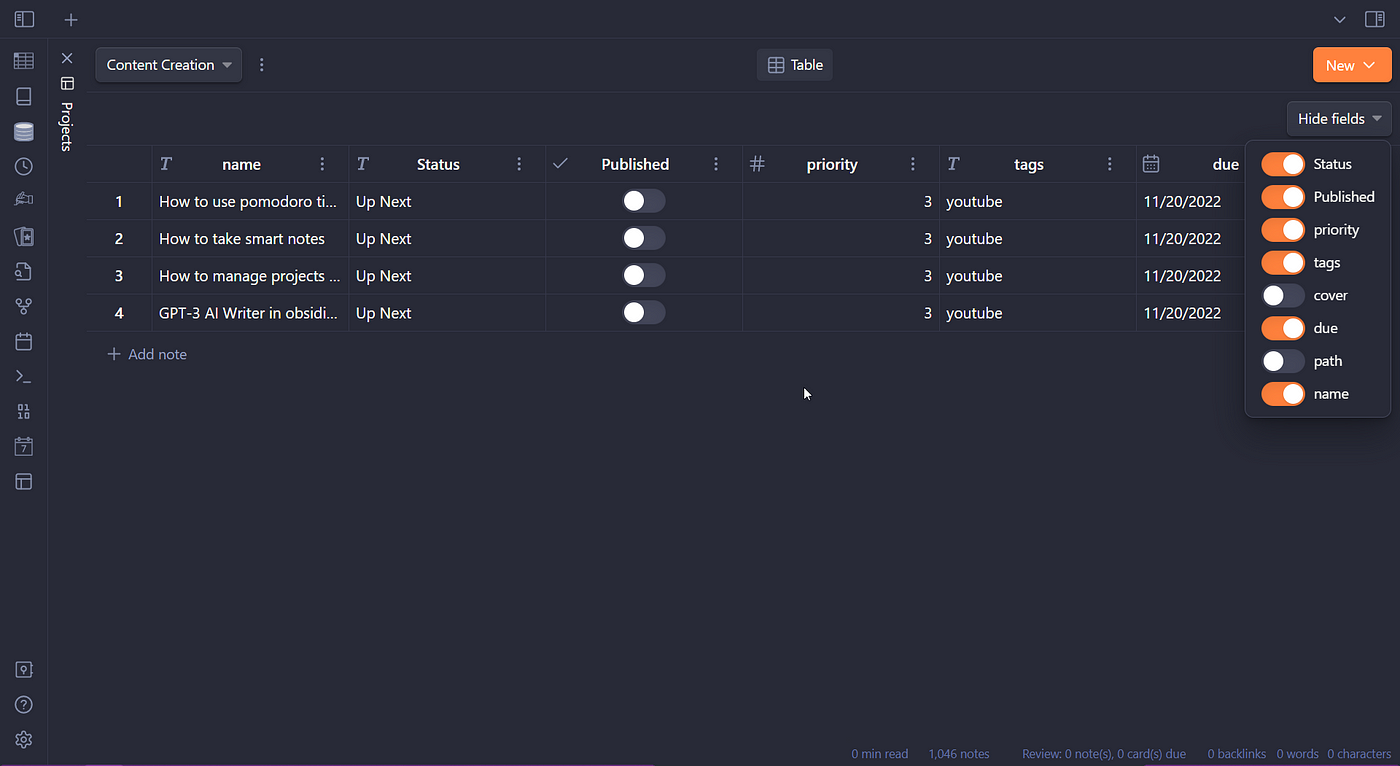 Content Creation
Table
New
Projects
Hide fields
name Status Published priority tags due
1 How to use pomodoro ti... Up Next 3 youtube 11/20/2022
2 How to take smart notes Up Next 3 youtube 11/20/2022
3 How to manage projects ... Up Next 3 youtube 11/20/2022
4 GPT-3 AI Writer in obsidi... Up Next 3 youtube 11/20/2022
Add note
Status
Published
priority
tags
cover
due
path
name
7
0 min read 1,046 notes Review: 0 note(s), 0 card(s) due 0 backlinks 0 words 0 characters